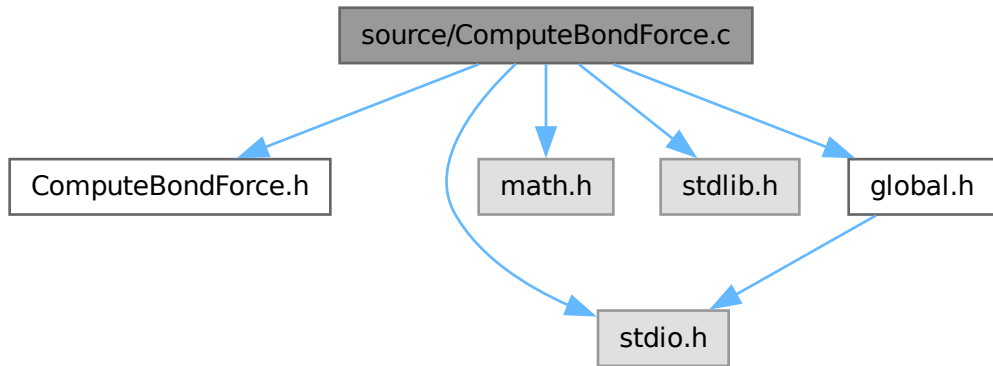 source/ComputeBondForce.c
ComputeBondForce.h
math.h
stdlib.h
global.h
stdio.h